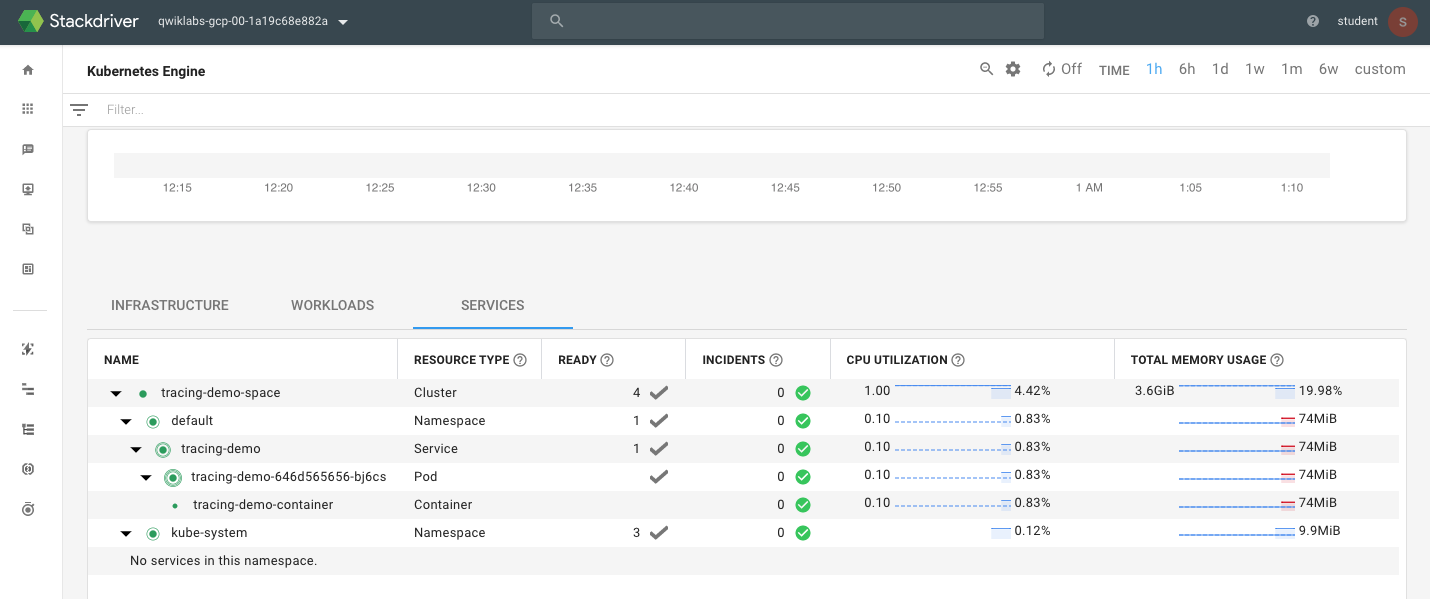 Stackdriver qwiklabs-gcp-00-1a19c68e882a student S
Kubernetes Engine Off TIME 1h 6h 1d 1w 1m 6w custom
Filter...
12:15 12:20 12:25 12:30 12:35 12:40 12:45 12:50 12:55 1 AM 1:05 1:10
INFRASTRUCTURE WORKLOADS SERVICES
NAME RESOURCE TYPE READY INCIDENTS CPU UTILIZATION TOTAL MEMORY USAGE
tracing-demo-space Cluster 4 0 1.00 4.42% 3.6GiB 19.98%
default Namespace 1 0 0.10 0.83% 74MiB
tracing-demo Service 1 0 0.10 0.83% 74MiB
tracing-demo-646d565656-bj6cs Pod 0 0.10 0.83% 74MiB
tracing-demo-container Container 0 0.10 0.83% 74MiB
kube-system Namespace 3 0 0.12% 9.9MiB
No services in this namespace.